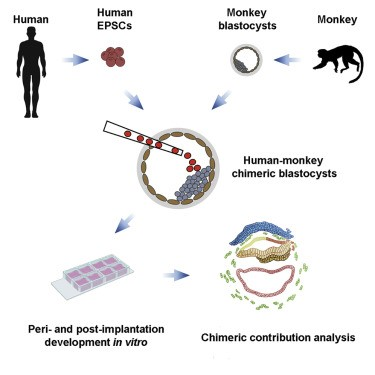 Human
Human
EPSCs
Monkey
blastocysts
Monkey
Human-monkey
chimeric blastocysts
Peri- and post-implantation
development in vitro
Chimeric contribution analysis